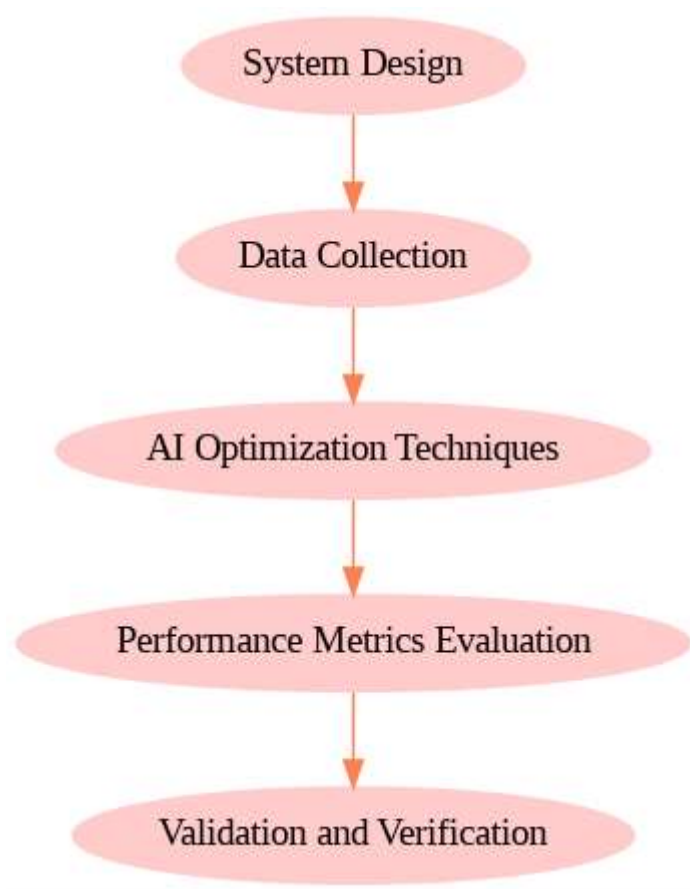 System Design
Data Collection
AI Optimization Techniques
Performance Metrics Evaluation
Validation and Verification